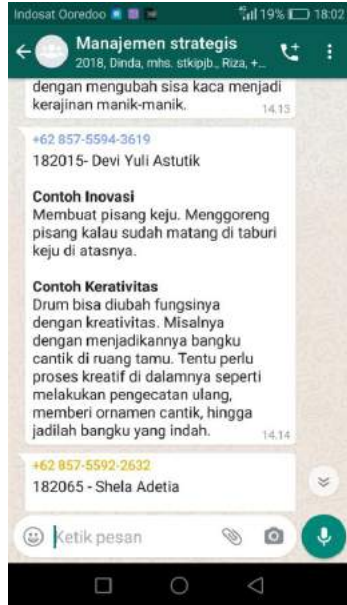 Indosat Ooredoo 19% 18:02
Manajemen strategis
2018, Dinda, mhs. stkipjb., Riza, +...
dengan mengubah sisa kaca menjadi
kerajinan manik-manik.
14.13
+62 857-5594-3619
182015- Devi Yuli Astutik
Contoh Inovasi
Membuat pisang keju. Menggoreng
pisang kalau sudah matang di taburi
keju di atasnya.
Contoh Kerativitas
Drum bisa diubah fungsinya
dengan kreativitas. Misalnya
dengan menjadikannya bangku
cantik di ruang tamu. Tentu perlu
proses kreatif di dalamnya seperti
melakukan pengecatan ulang,
memberi ornamen cantik, hingga
jadilah bangku yang indah.
14.14
+62 857-5592-2632
182065 - Shela Adetia
Ketik pesan